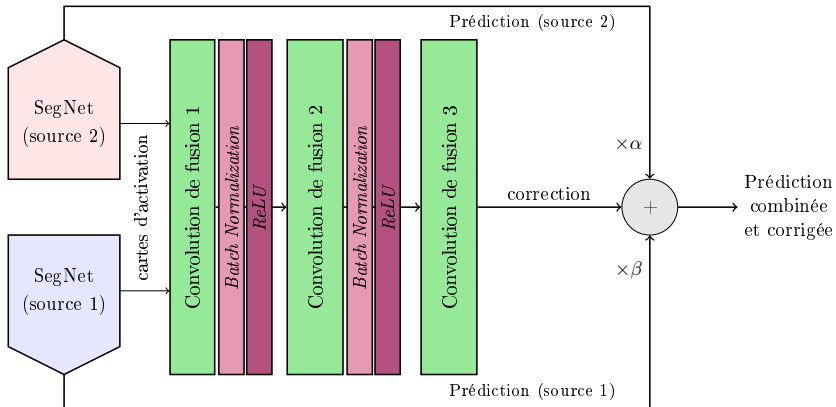 Prédiction (source 2)
SegNet
(source 2)
cartes d'activation
SegNet
(source 1)
Convolution de fusion 1
Batch Normalization
ReLU
Convolution de fusion 2
Batch Normalization
ReLU
Convolution de fusion 3
correction
×α
+
×β
Prédiction
combinée
et corrigée
Prédiction (source 1)